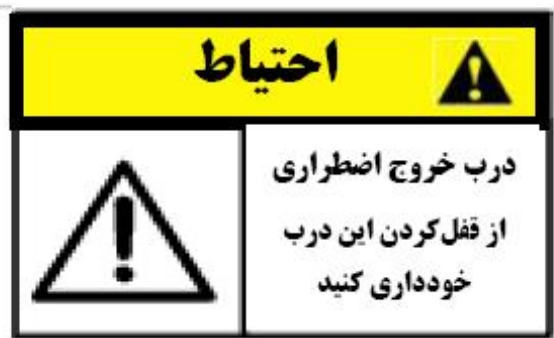 احتیاط
درب خروج اضطراری
از قفل‌کردن این درب
خودداری کنید